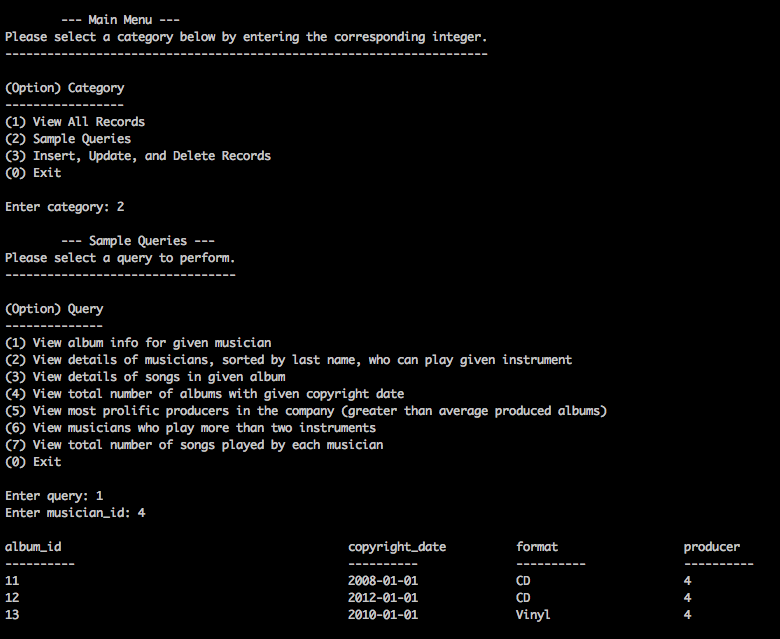 --- Main Menu ---
Please select a category below by entering the corresponding integer.
---------------------------------------------------------------------
(Option) Category
-----------------
(1) View All Records
(2) Sample Queries
(3) Insert, Update, and Delete Records
(0) Exit
Enter category: 2
--- Sample Queries ---
Please select a query to perform.
---------------------------------
(Option) Query
--------------
(1) View album info for given musician
(2) View details of musicians, sorted by last name, who can play given instrument
(3) View details of songs in given album
(4) View total number of albums with given copyright date
(5) View most prolific producers in the company (greater than average produced albums)
(6) View musicians who play more than two instruments
(7) View total number of songs played by each musician
(0) Exit
Enter query: 1
Enter musician_id: 4
album_id copyright_date format producer
---------- ---------- ---------- ----------
11 2008-01-01 CD 4
12 2012-01-01 CD 4
13 2010-01-01 Vinyl 4